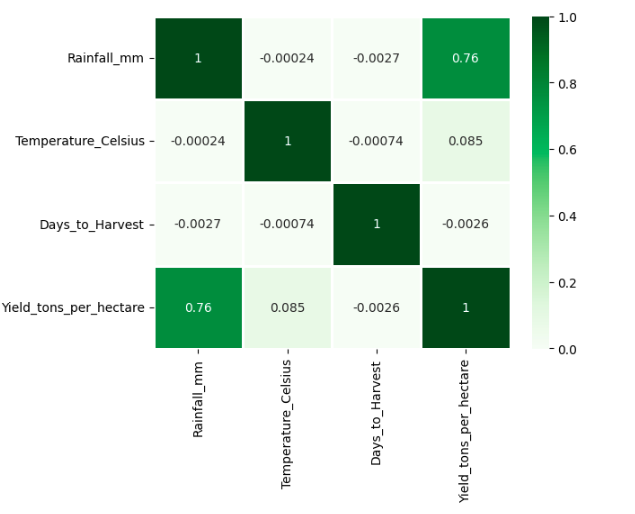 1.0
Rainfall_mm 1 -0.00024 -0.0027 0.76
0.8
Temperature_Celsius -0.00024 1 -0.00074 0.085
0.6
0.4
Days_to_Harvest -0.0027 -0.00074 1 -0.0026
0.2
Yield_tons_per_hectare 0.76 0.085 -0.0026 1
0.0
Rainfall_mm
Temperature_Celsius
Days_to_Harvest
Yield_tons_per_hectare